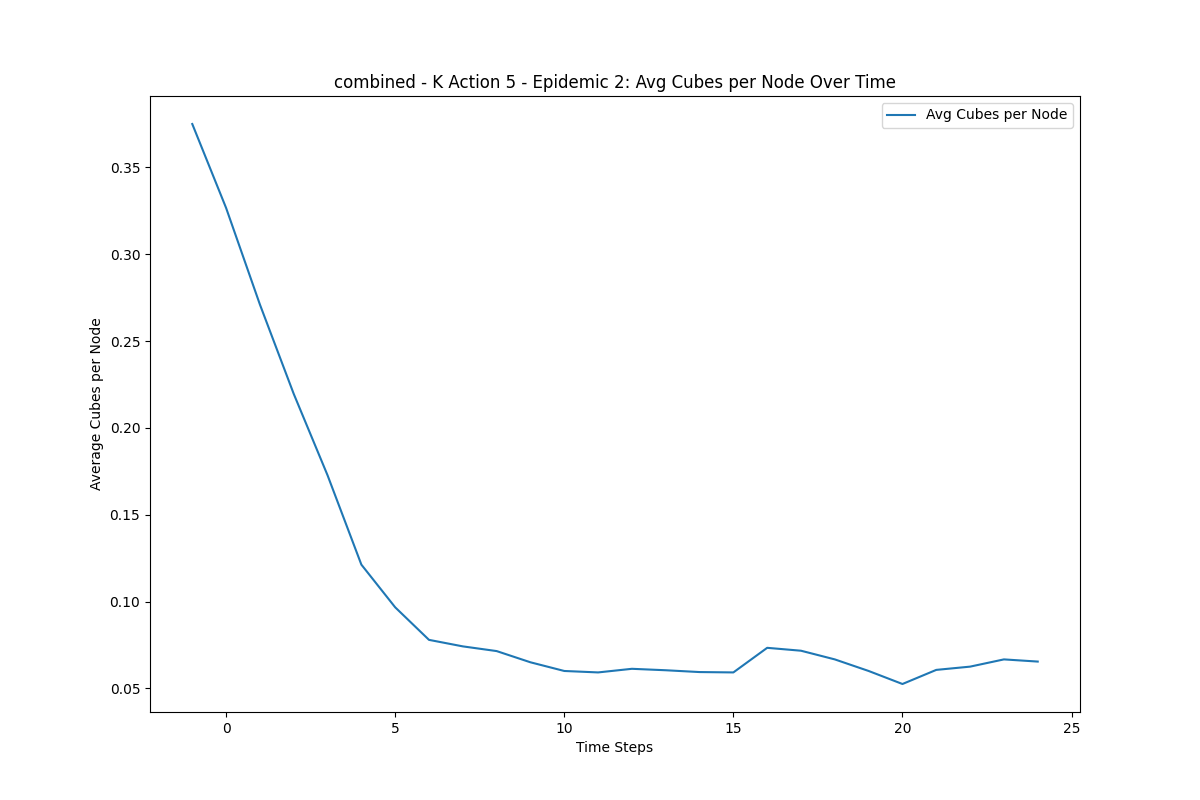 combined - K Action 5 - Epidemic 2: Avg Cubes per Node Over Time
Avg Cubes per Node
Average Cubes per Node
0.35
0.30
0.25
0.20
0.15
0.10
0.05
0 5 10 15 20 25
Time Steps